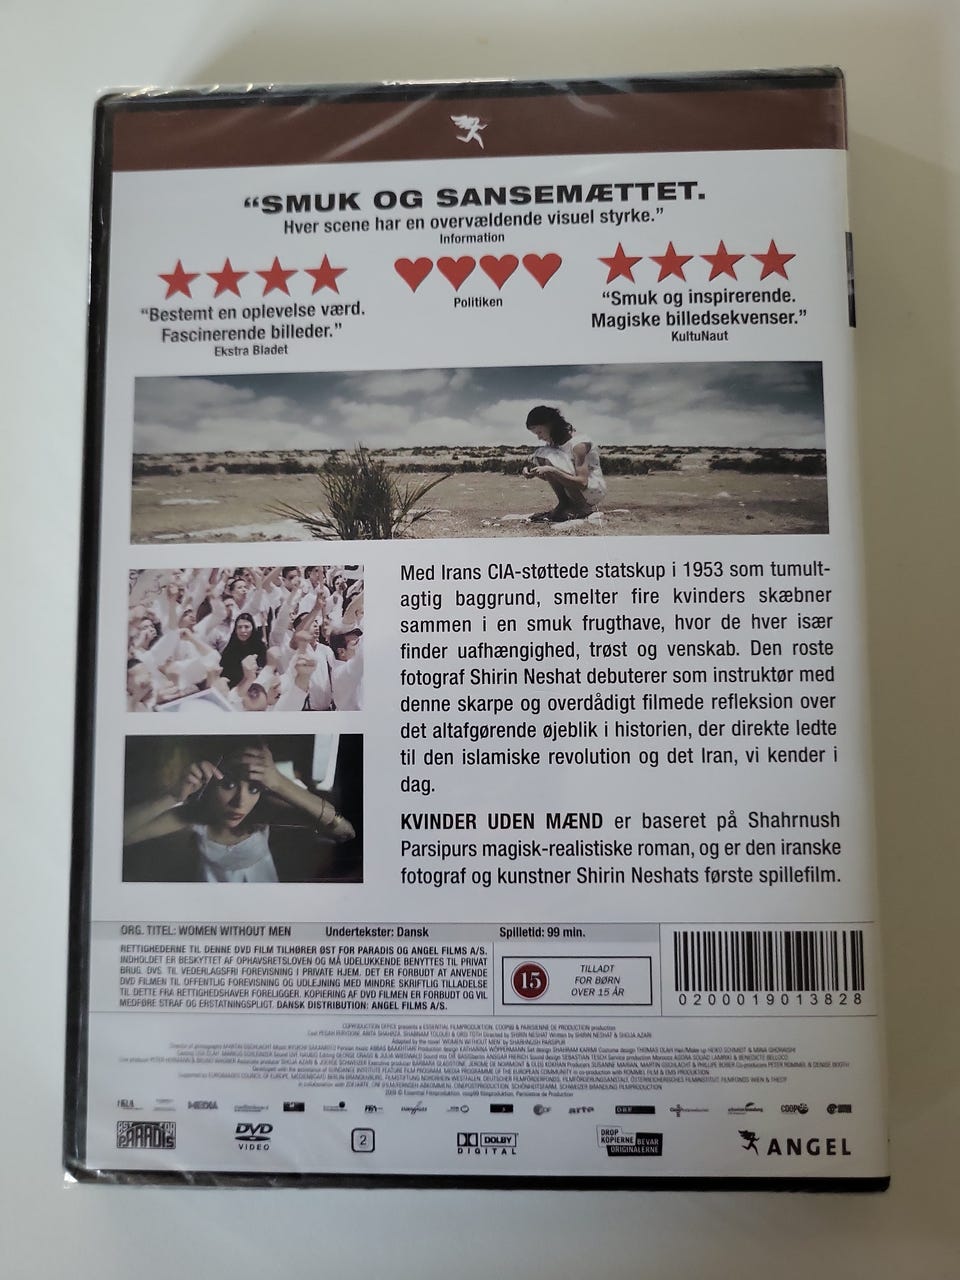 “SMUK OG SANSEMÆTTET.
Hver scene har en overvældende visuel styrke.”
Information
“Bestemt en oplevelse værd.
Fascinerende billeder.”
Ekstra Bladet
Politiken
“Smuk og inspirerende.
Magiske billedsekvenser.”
KultuNaut
Med Irans CIA-støttede statskup i 1953 som tumult-
agtig baggrund, smelter fire kvinders skæbner
sammen i en smuk frugthave, hvor de hver især
finder uafhængighed, trøst og venskab. Den roste
fotograf Shirin Neshat debuterer som instruktør med
denne skarpe og overdådigt filmede refleksion over
det altafgørende øjeblik i historien, der direkte ledte
til den islamiske revolution og det Iran, vi kender i
dag.
KVINDER UDEN MÆND er baseret på Shahrnush
Parsipurs magisk-realistiske roman, og er den iranske
fotograf og kunstner Shirin Neshats første spillefilm.
ORG. TITEL: WOMEN WITHOUT MEN Undertekster: Dansk Spilletid: 99 min.
RETTIGHEDERNE TIL DENNE DVD FILM TILHØRER ØST FOR PARADIS OG ANGEL FILMS A/S.
INDHOLDET ER BESKYTTET AF OPHAVSRETSLOVEN OG MÅ UDELUKKENDE BENYTTES TIL PRIVAT
BRUG. DVS. TIL VEDERLAGSFRI FOREVISNING I PRIVATE HJEM. DET ER FORBUDT AT ANVENDE
DVD FILMEN TIL OFFENTLIG FOREVISNING OG UDLEJNING MED MINDRE SKRIFTLIG TILLADELSE
TIL DETTE FRA RETTIGHEDSHAVER FORELIGGER. KOPIERING AF DVD FILMEN ER FORBUDT OG VIL
MEDFØRE STRAF OG ERSTATNINGSPLIGT. DANSK DISTRIBUTION: ANGEL FILMS A/S.
15
TILLADT
FOR BØRN
OVER 15 ÅR
0200019013828
MEDIA
arte
ORF
COOP99
ØST FOR
PARADIS
DVD
VIDEO
2
DOLBY
DIGITAL
DROP
KOPIERNE BEVAR
ORIGINALERNE
ANGEL